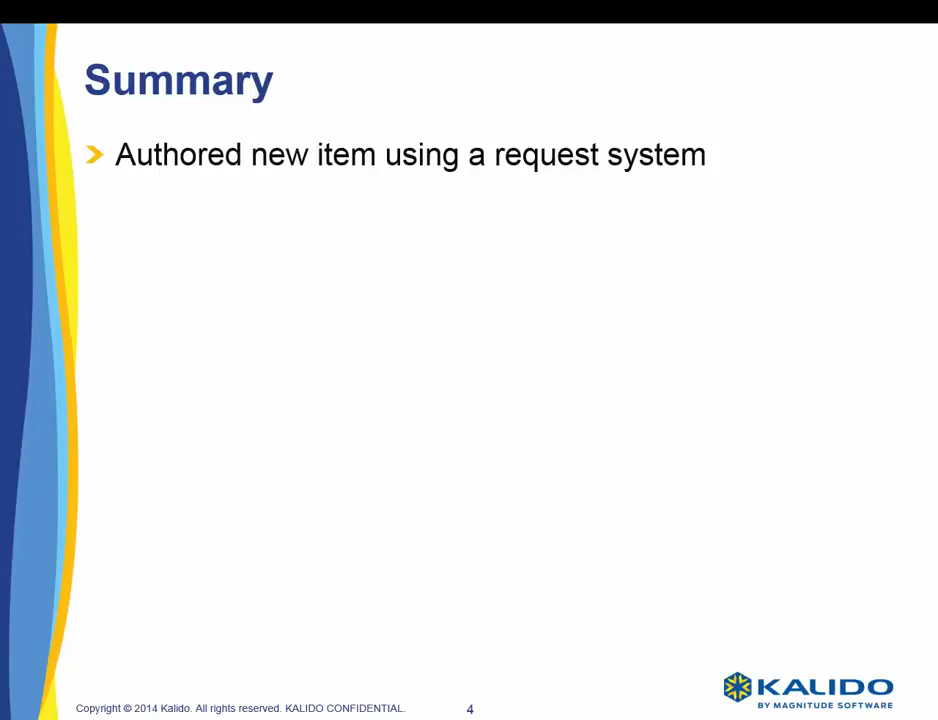 Summary
Authored new item using a request system
KALIDO
BY MAGNITUDE SOFTWARE
Copyright © 2014 Kalido. All rights reserved. KALIDO CONFIDENTIAL.
4